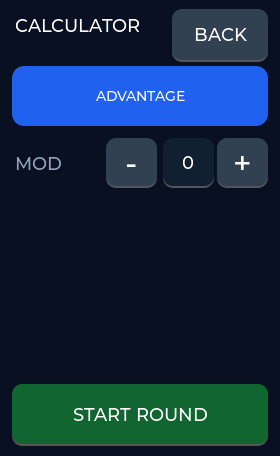 CALCULATOR
BACK
ADVANTAGE
MOD - 0 +
START ROUND